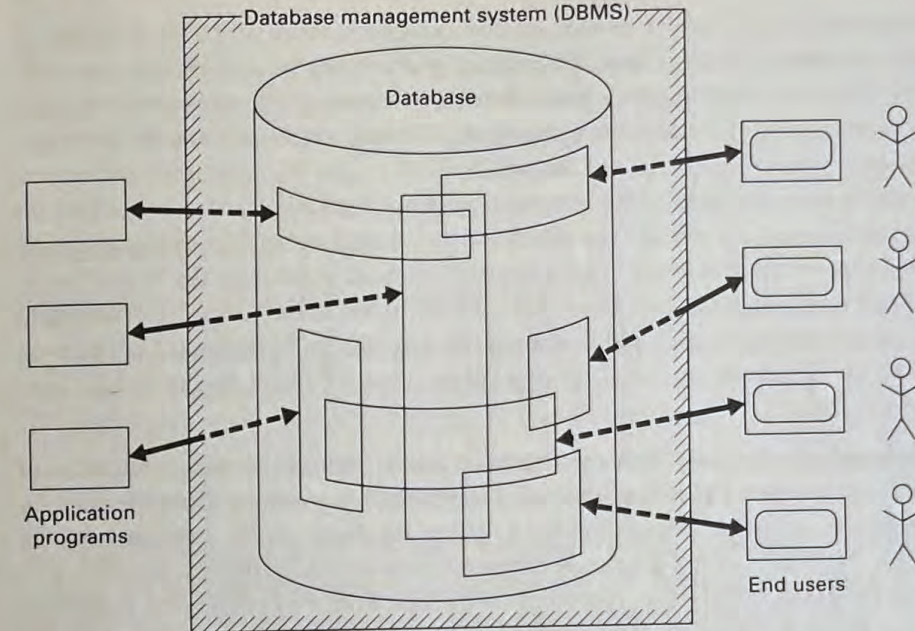 Database management system (DBMS)
Database
Application
programs
End users